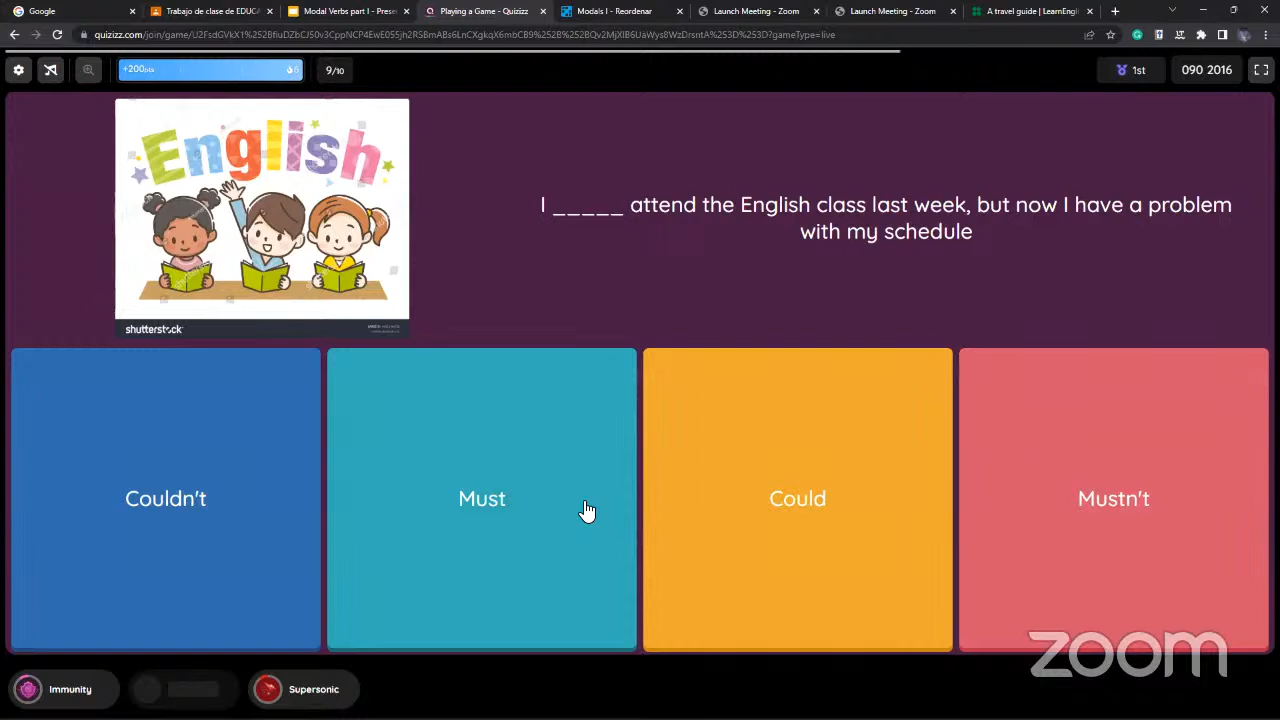 Google
Trabajo de clase de EDUCA
Modal Verbs part I - Prese
Playing a Game - Quizizz
Modals I - Reordenar
Launch Meeting - Zoom
Launch Meeting - Zoom
A travel guide | LearnEngli
+200pts
6
9/10
1st
090 2016
English
shutterstock
I _____ attend the English class last week, but now I have a problem
with my schedule
Couldn't
Must
Could
Mustn't
zoom
Immunity
Supersonic